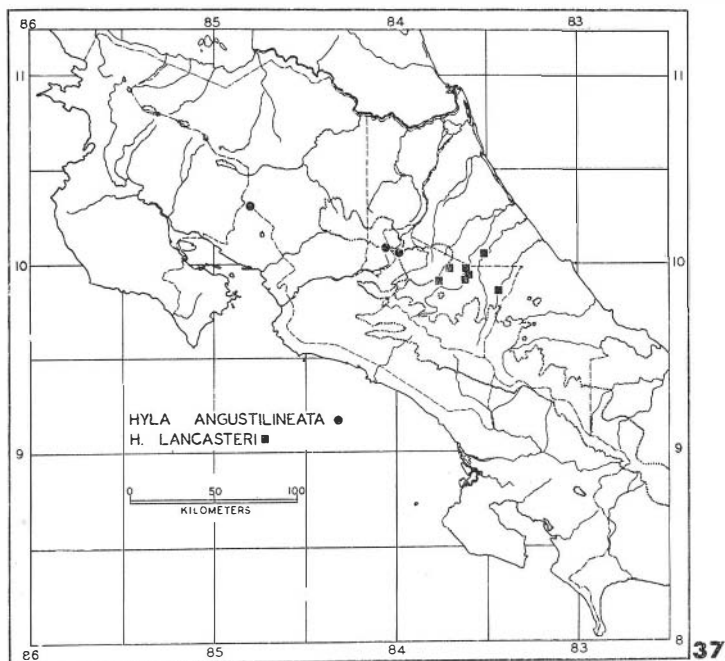 86 85 84 83
11 11
10 10
9 9
HYLA ANGUSTILINEATA ●
H. LANCASTERI ■
0 50 100
KILOMETERS
8
86 85 84 83
37